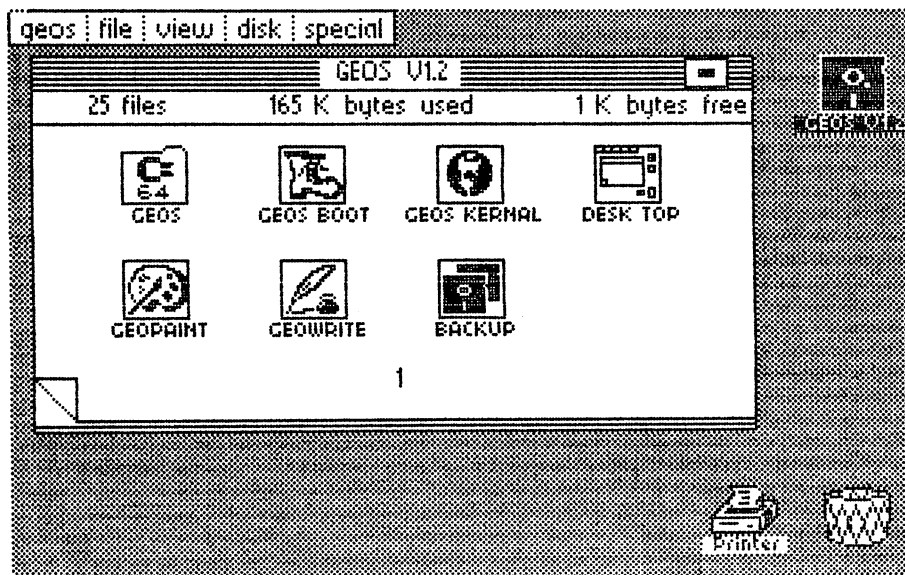 geos file view disk special
GEOS V1.2
25 files 165 K bytes used 1 K bytes free
C= 64
GEOS GEOS BOOT GEOS KERNAL DESK TOP
GEOPAINT GEOWRITE BACKUP
1
Printer